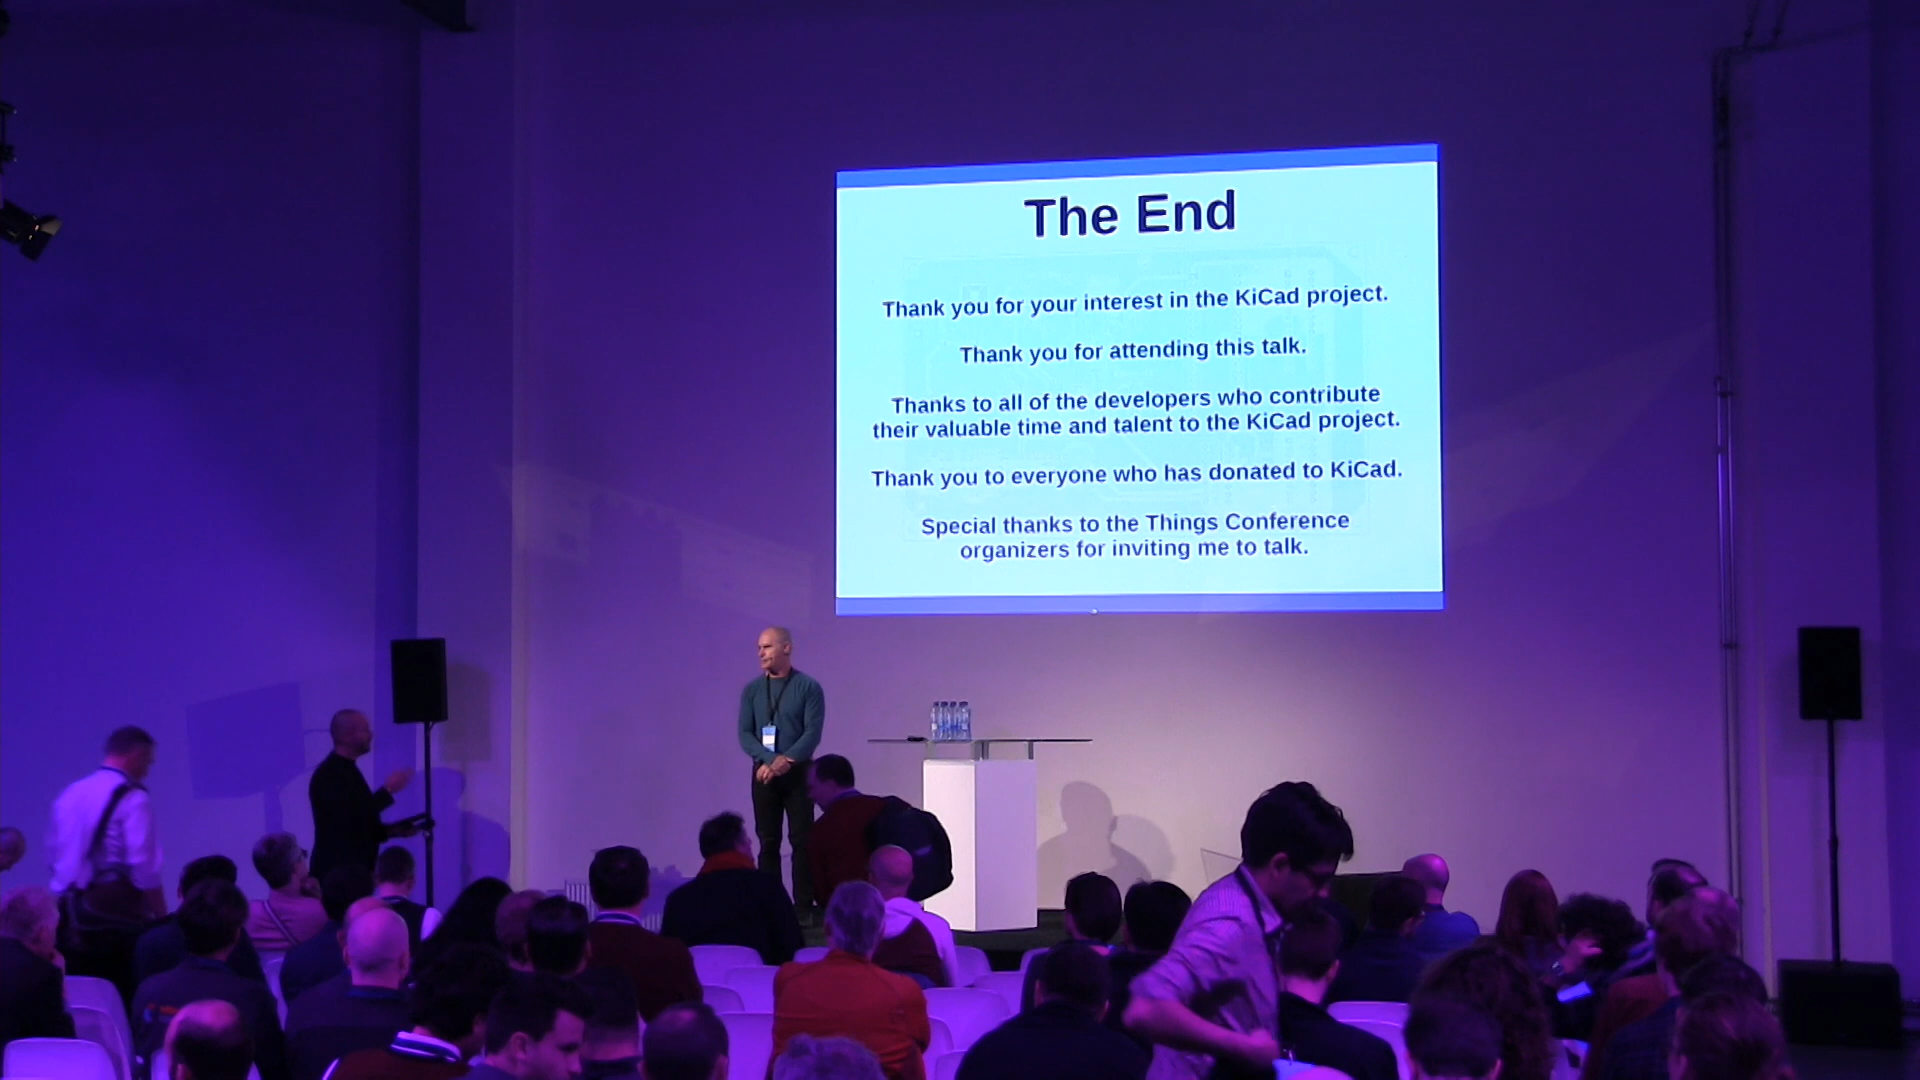 The End
Thank you for your interest in the KiCad project.
Thank you for attending this talk.
Thanks to all of the developers who contribute
their valuable time and talent to the KiCad project.
Thank you to everyone who has donated to KiCad.
Special thanks to the Things Conference
organizers for inviting me to talk.